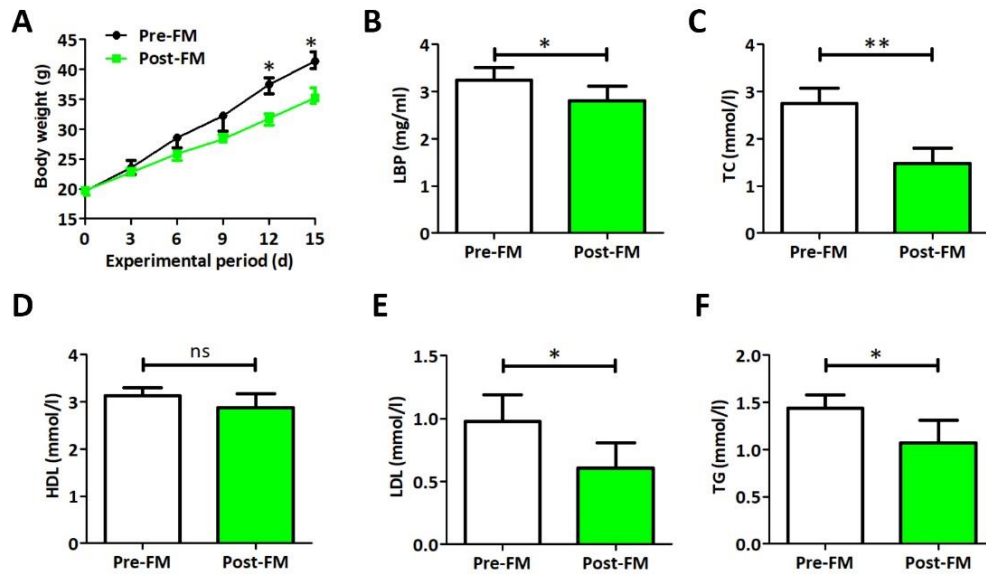 A
Pre-FM
Post-FM
Body weight (g)
45
40
35
30
25
20
15
0 3 6 9 12 15
Experimental period (d)
*
*
B
*
LBP (mg/ml)
4
3
2
1
0
Pre-FM Post-FM
C
**
TC (mmol/l)
4
3
2
1
0
Pre-FM Post-FM
D
ns
HDL (mmol/l)
4
3
2
1
0
Pre-FM Post-FM
E
*
LDL (mmol/l)
1.5
1.0
0.5
0.0
Pre-FM Post-FM
F
*
TG (mmol/l)
2.0
1.5
1.0
0.5
0.0
Pre-FM Post-FM